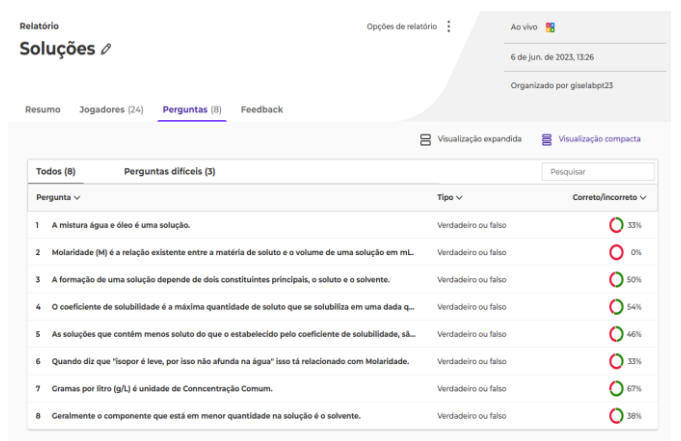 Relatório
Opções de relatório
Ao vivo
Soluções
6 de jun. de 2023, 13:26
Organizado por giselabpt23
Resumo Jogadores (24) Perguntas (8) Feedback
Visualização expandida Visualização compacta
Todos (8) Perguntas difíceis (3) Pesquisar
Pergunta Tipo Correto/incorreto
1 A mistura água e óleo é uma solução. Verdadeiro ou falso 33%
2 Molaridade (M) é a relação existente entre a matéria de soluto e o volume de uma solução em mL. Verdadeiro ou falso 0%
3 A formação de uma solução depende de dois constituintes principais, o soluto e o solvente. Verdadeiro ou falso 50%
4 O coeficiente de solubilidade é a máxima quantidade de soluto que se solubiliza em uma dada q... Verdadeiro ou falso 54%
5 As soluções que contêm menos soluto do que o estabelecido pelo coeficiente de solubilidade, sã... Verdadeiro ou falso 46%
6 Quando diz que "isopor é leve, por isso não afunda na água" isso tá relacionado com Molaridade. Verdadeiro ou falso 33%
7 Gramas por litro (g/L) é unidade de Conncentração Comum. Verdadeiro ou falso 67%
8 Geralmente o componente que está em menor quantidade na solução é o solvente. Verdadeiro ou falso 38%